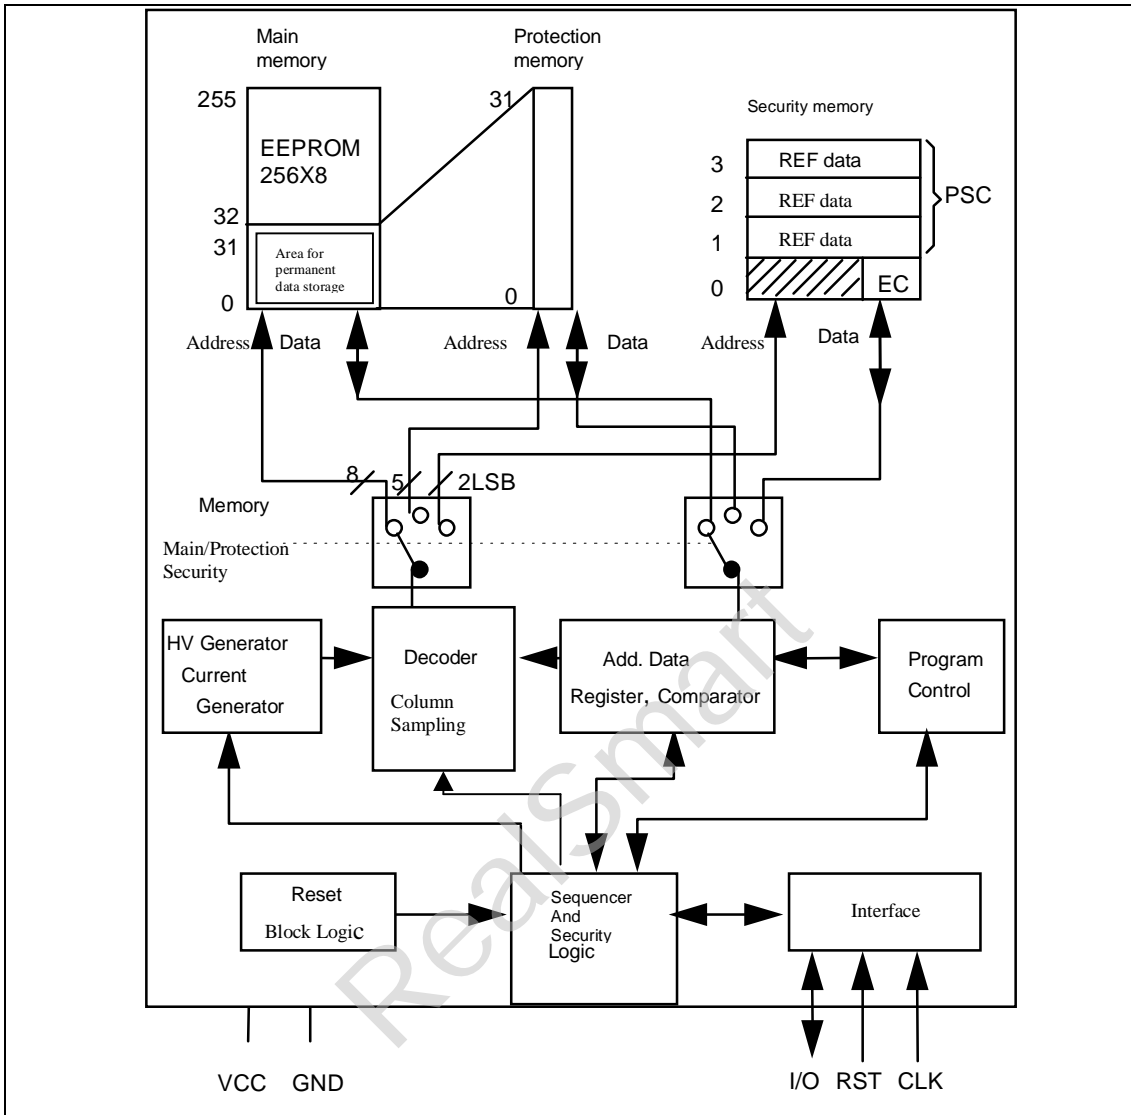 Main
memory
Protection
memory
Security memory
255
EEPROM
256X8
32
31
0
Area for
permanent
data storage
31
0
3
REF data
2
REF data
1
REF data
0
EC
PSC
Address
Data
Address
Data
Address
Data
8
5
2LSB
Memory
Main/Protection
Security
HV Generator
Current
Generator
Decoder
Column
Sampling
Add. Data
Register, Comparator
Program
Control
Reset
Block Logic
Sequencer
And
Security
Logic
Interface
RealSmart
VCC
GND
I/O
RST
CLK